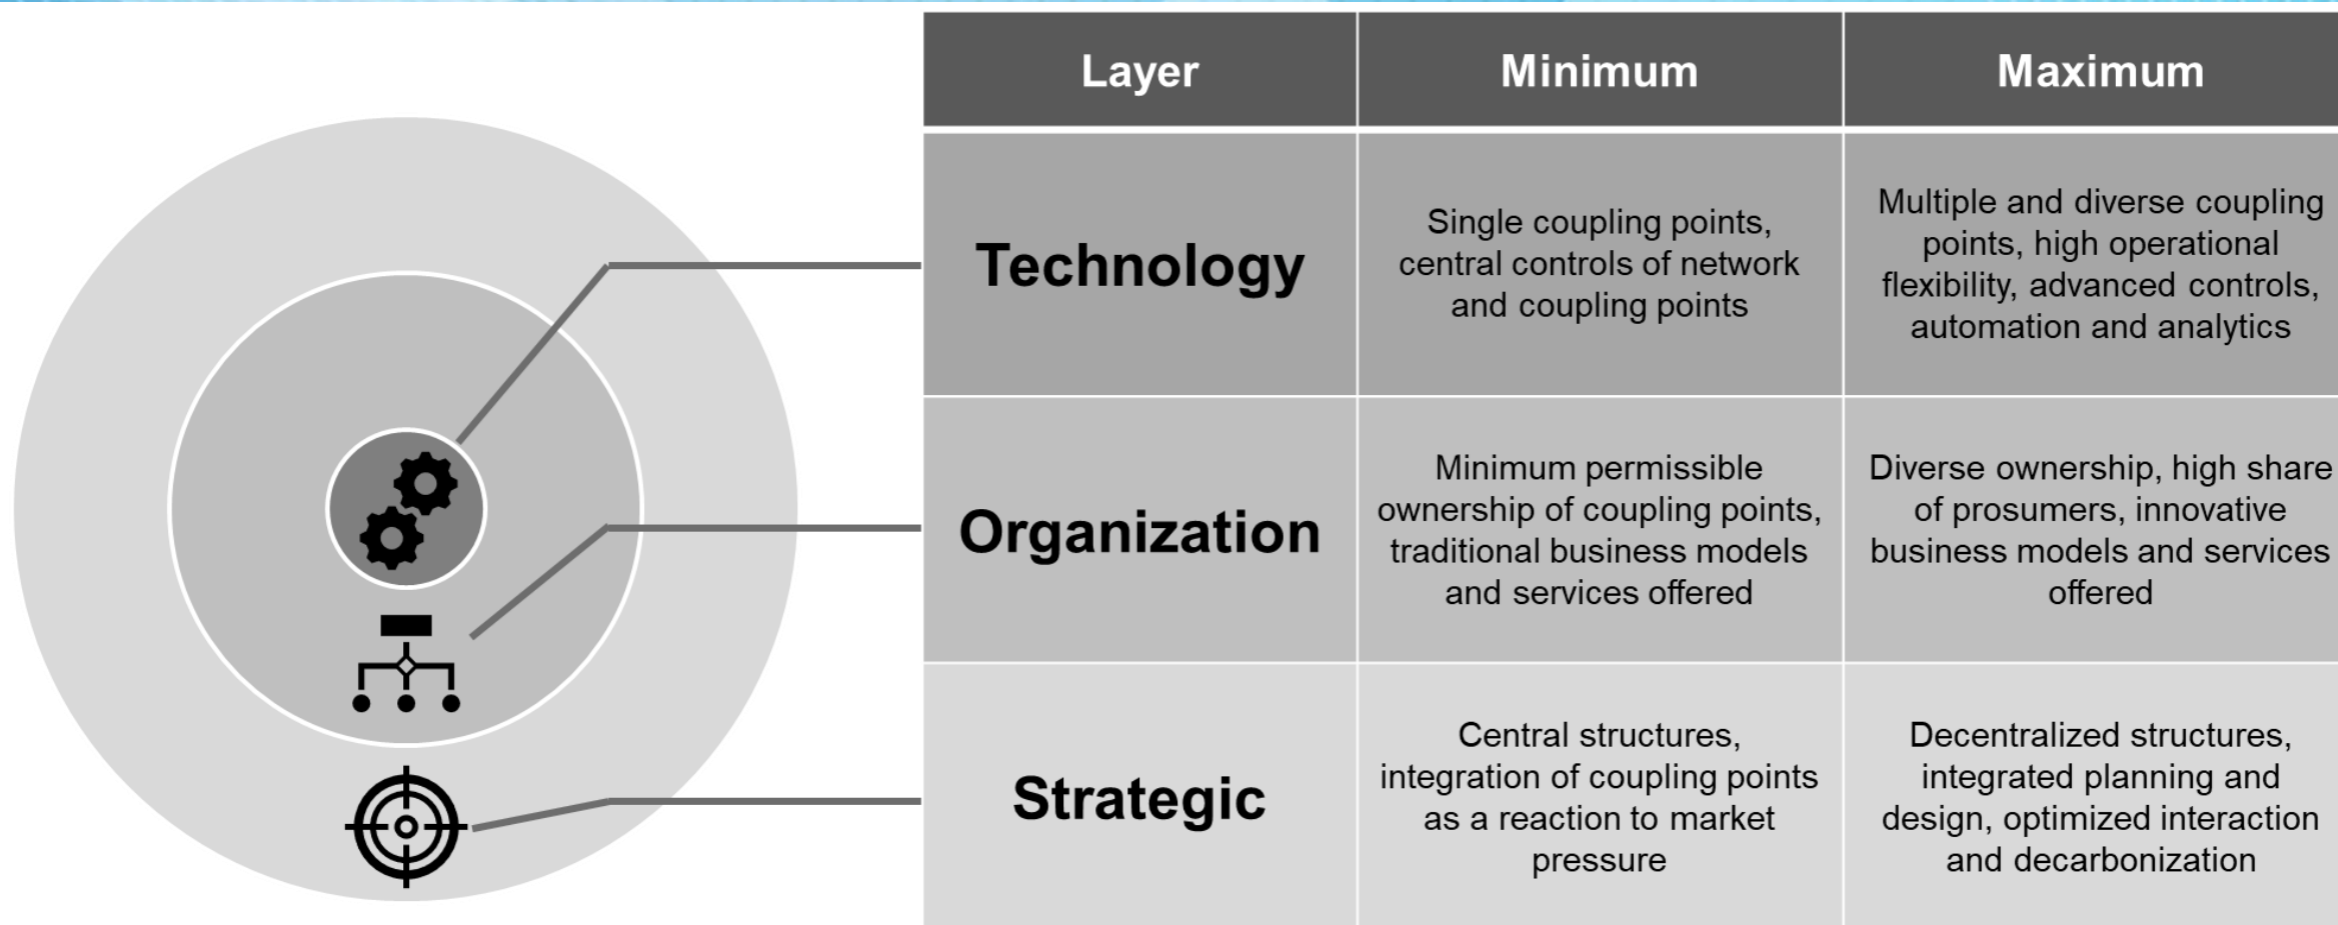 Layer
Minimum
Maximum
Technology
Single coupling points,
central controls of network
and coupling points
Multiple and diverse coupling
points, high operational
flexibility, advanced controls,
automation and analytics
Organization
Minimum permissible
ownership of coupling points,
traditional business models
and services offered
Diverse ownership, high share
of prosumers, innovative
business models and services
offered
Strategic
Central structures,
integration of coupling points
as a reaction to market
pressure
Decentralized structures,
integrated planning and
design, optimized interaction
and decarbonization